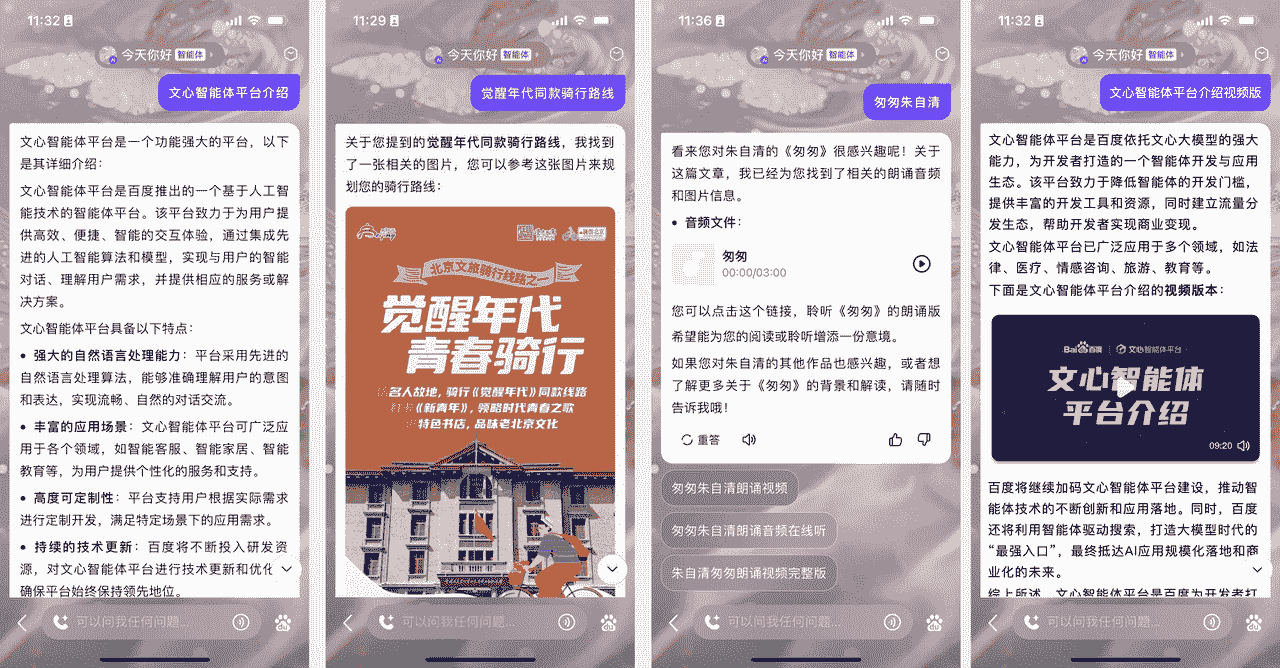 11:32
今天你好 智能体
文心智能体平台介绍
文心智能体平台是一个功能强大的平台，以下
是其详细介绍：
文心智能体平台是百度推出的一个基于人工智
能技术的智能体平台。该平台致力于为用户提
供高效、便捷、智能的交互体验，通过集成先
进的人工智能算法和模型，实现与用户的智能
对话、理解用户需求，并提供相应的服务或解
决方案。
文心智能体平台具备以下特点：
• 强大的自然语言处理能力：平台采用先进的
自然语言处理算法，能够准确理解用户的意图
和表达，实现流畅、自然的对话交流。
• 丰富的应用场景：文心智能体平台可广泛应
用于各个领域，如智能客服、智能家居、智能
教育等，为用户提供个性化的服务和支持。
• 高度可定制性：平台支持用户根据实际需求
进行定制开发，满足特定场景下的应用需求。
• 持续的技术更新：百度将不断投入研发资
源，对文心智能体平台进行技术更新和优化
确保平台始终保持领先地位。
可以问我任何问题...
11:29
今天你好 智能体
觉醒年代同款骑行路线
关于您提到的觉醒年代同款骑行路线，我找到
了一张相关的图片，您可以参考这张图片来规
划您的骑行路线：
北京文旅骑行线路之一
觉醒年代
青春骑行
名人故地，骑行《觉醒年代》同款线路
《新青年》，领略时代青春之歌
特色书店，品味老北京文化
可以问我任何问题...
11:36
今天你好 智能体
匆匆朱自清
看来您对朱自清的《匆匆》很感兴趣呢！关于
这篇文章，我已经为您找到了相关的朗诵音频
和图片信息。
• 音频文件：
匆匆
00:00/03:00
您可以点击这个链接，聆听《匆匆》的朗诵版
希望能为您的阅读或聆听增添一份意境。
如果您对朱自清的其他作品也感兴趣，或者想
了解更多关于《匆匆》的背景和解读，请随时
告诉我哦！
重答
匆匆朱自清朗诵视频
匆匆朱自清朗诵音频在线听
朱自清匆匆朗诵视频完整版
可以问我任何问题...
11:32
今天你好 智能体
文心智能体平台介绍视频版
文心智能体平台是百度依托文心大模型的强大
能力，为开发者打造的一个智能体开发与应用
生态。该平台致力于降低智能体的开发门槛，
提供丰富的开发工具和资源，同时建立流量分
发生态，帮助开发者实现商业变现。
文心智能体平台已广泛应用于多个领域，如法
律、医疗、情感咨询、旅游、教育等。
下面是文心智能体平台介绍的视频版本：
Bai百度 文心智能体平台
文心智能体
平台介绍
09:20
百度将继续加码文心智能体平台建设，推动智
能体技术的不断创新和应用落地。同时，百度
还将利用智能体驱动搜索，打造大模型时代的
“最强入口”，最终抵达AI应用规模化落地和商
业化的未来。
综上所述，文心智能体平台是百度为开发者打
可以问我任何问题...